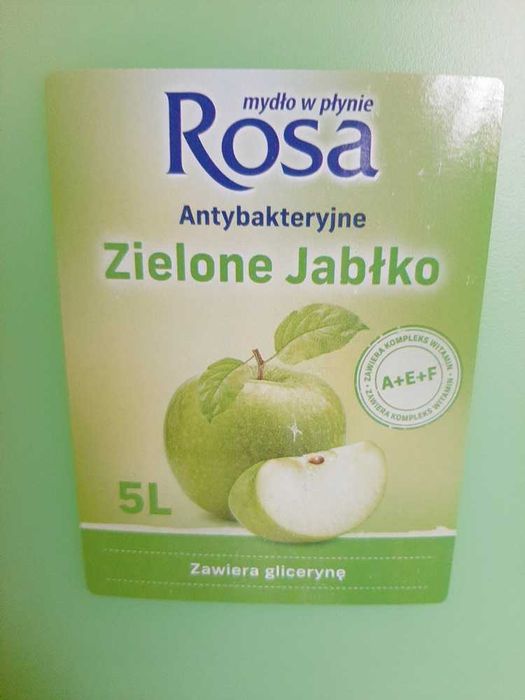 mydło w płynie
Rosa
Antybakteryjne
Zielone Jabłko
ZAWIERA KOMPLEKS WITAMIN
A+E+F
ZAWIERA KOMPLEKS WITAMIN
5L
Zawiera glicerynę